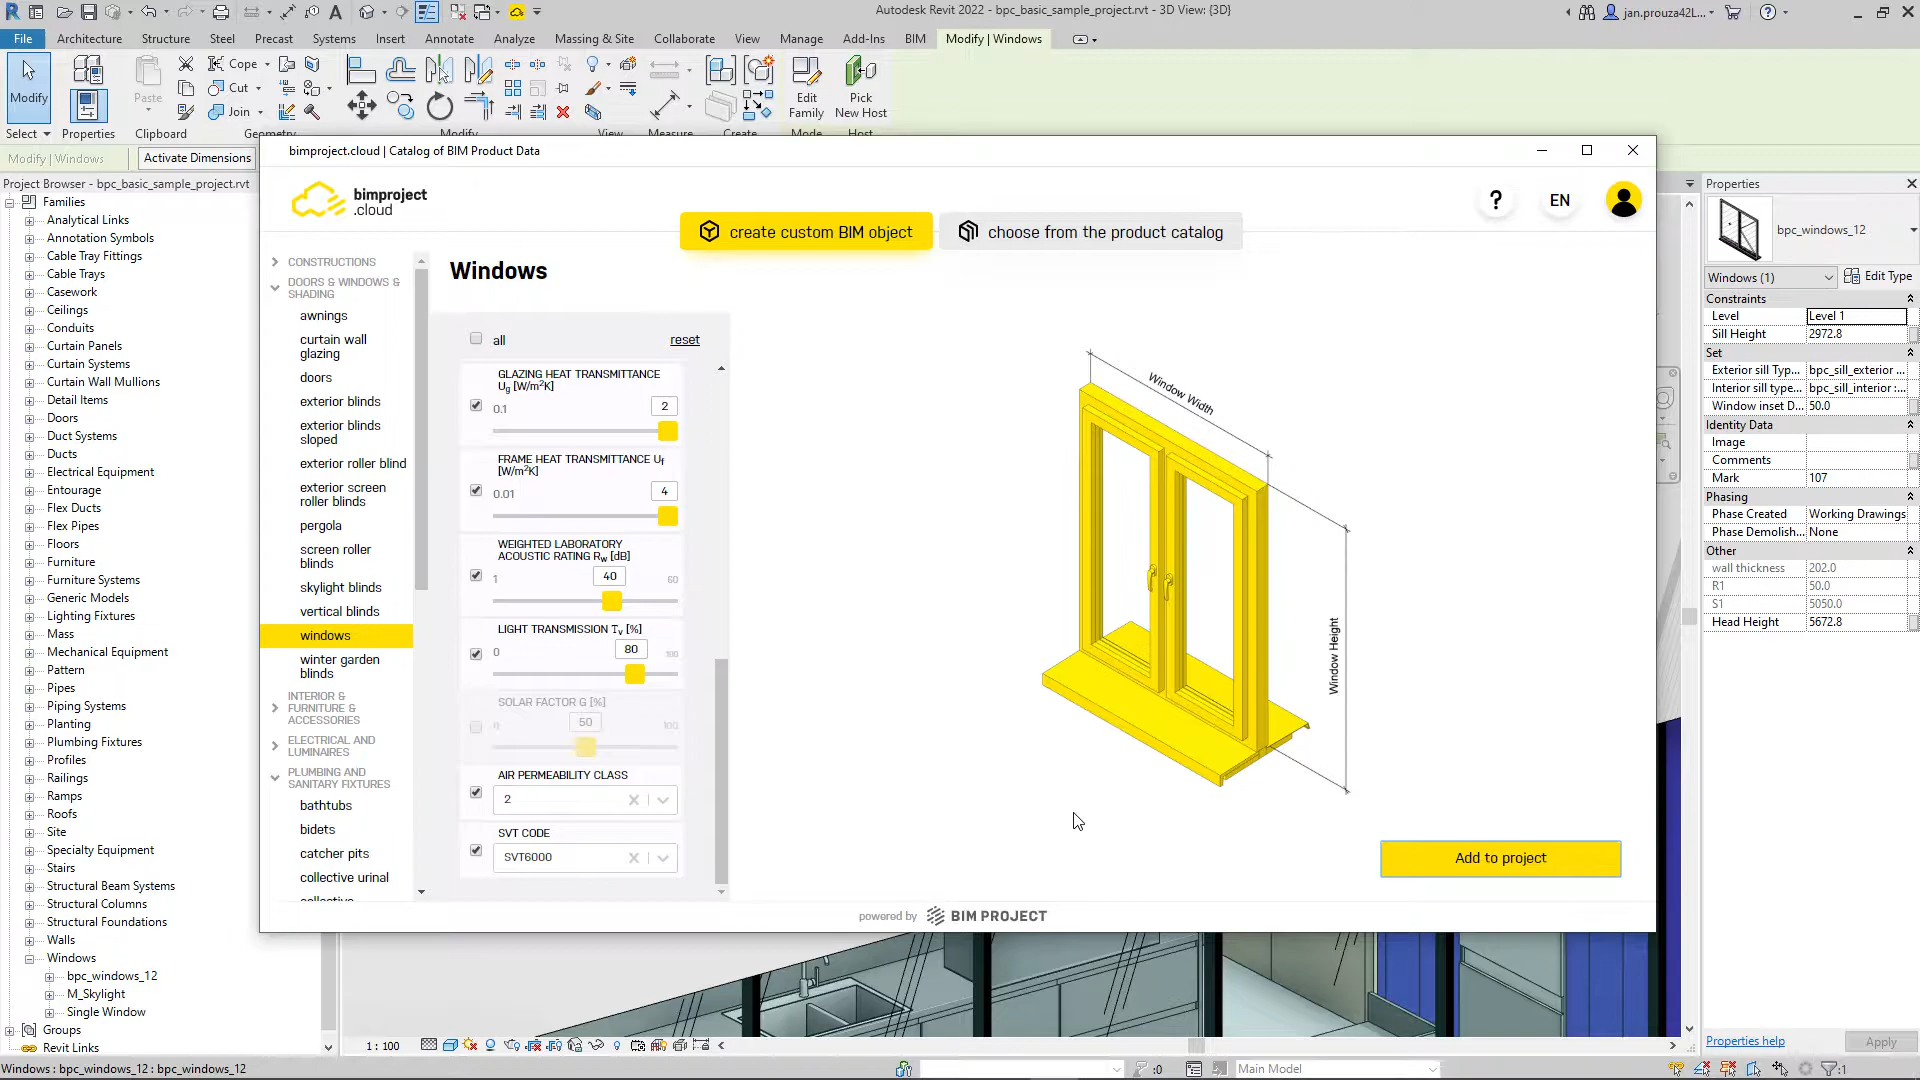 Autodesk Revit 2022 - bpc_basic_sample_project.rvt - 3D View: {3D}
jan.prouza42L...
File Architecture Structure Steel Precast Systems Insert Annotate Analyze Massing & Site Collaborate View Manage Add-Ins BIM Modify | Windows
Modify
Paste
Cope
Cut
Join
Edit
Family
Pick
New Host
Select Properties Clipboard Geometry Modify View Measure Create Mode Host
Modify | Windows
Activate Dimensions
Project Browser - bpc_basic_sample_project.rvt
Families
Analytical Links
Annotation Symbols
Cable Tray Fittings
Cable Trays
Casework
Ceilings
Conduits
Curtain Panels
Curtain Systems
Curtain Wall Mullions
Detail Items
Doors
Duct Systems
Ducts
Electrical Equipment
Entourage
Flex Ducts
Flex Pipes
Floors
Furniture
Furniture Systems
Generic Models
Lighting Fixtures
Mass
Mechanical Equipment
Pattern
Pipes
Piping Systems
Planting
Plumbing Fixtures
Profiles
Railings
Ramps
Roofs
Site
Specialty Equipment
Stairs
Structural Beam Systems
Structural Columns
Structural Foundations
Walls
Windows
bpc_windows_12
M_Skylight
Single Window
Groups
Revit Links
bimproject.cloud | Catalog of BIM Product Data
bimproject
.cloud
create custom BIM object
choose from the product catalog
?
EN
CONSTRUCTIONS
DOORS & WINDOWS &
SHADING
awnings
curtain wall
glazing
doors
exterior blinds
exterior blinds
sloped
exterior roller blind
exterior screen
roller blinds
pergola
screen roller
blinds
skylight blinds
vertical blinds
windows
winter garden
blinds
INTERIOR &
FURNITURE &
ACCESSORIES
ELECTRICAL AND
LUMINAIRES
PLUMBING AND
SANITARY FIXTURES
bathtubs
bidets
catcher pits
collective urinal
Windows
all
reset
GLAZING HEAT TRANSMITTANCE
Ug [W/m²K]
0.1 2
FRAME HEAT TRANSMITTANCE Uf
[W/m²K]
0.01 4
WEIGHTED LABORATORY
ACOUSTIC RATING Rw [dB]
1 40 60
LIGHT TRANSMISSION Tv [%]
0 80 100
SOLAR FACTOR G [%]
0 50 100
AIR PERMEABILITY CLASS
2
SVT CODE
SVT6000
Window Width
Window Height
Add to project
powered by BIM PROJECT
Properties
bpc_windows_12
Windows (1)
Edit Type
Constraints
Level Level 1
Sill Height 2972.8
Set
Exterior sill Typ... bpc_sill_exterior ...
Interior sill type... bpc_sill_interior :...
Window inset D... 50.0
Identity Data
Image
Comments
Mark 107
Phasing
Phase Created Working Drawings
Phase Demolish... None
Other
wall thickness 202.0
R1 50.0
S1 5050.0
Head Height 5672.8
Properties help
Apply
1 : 100
Windows : bpc_windows_12 : bpc_windows_12
:0
Main Model
:1